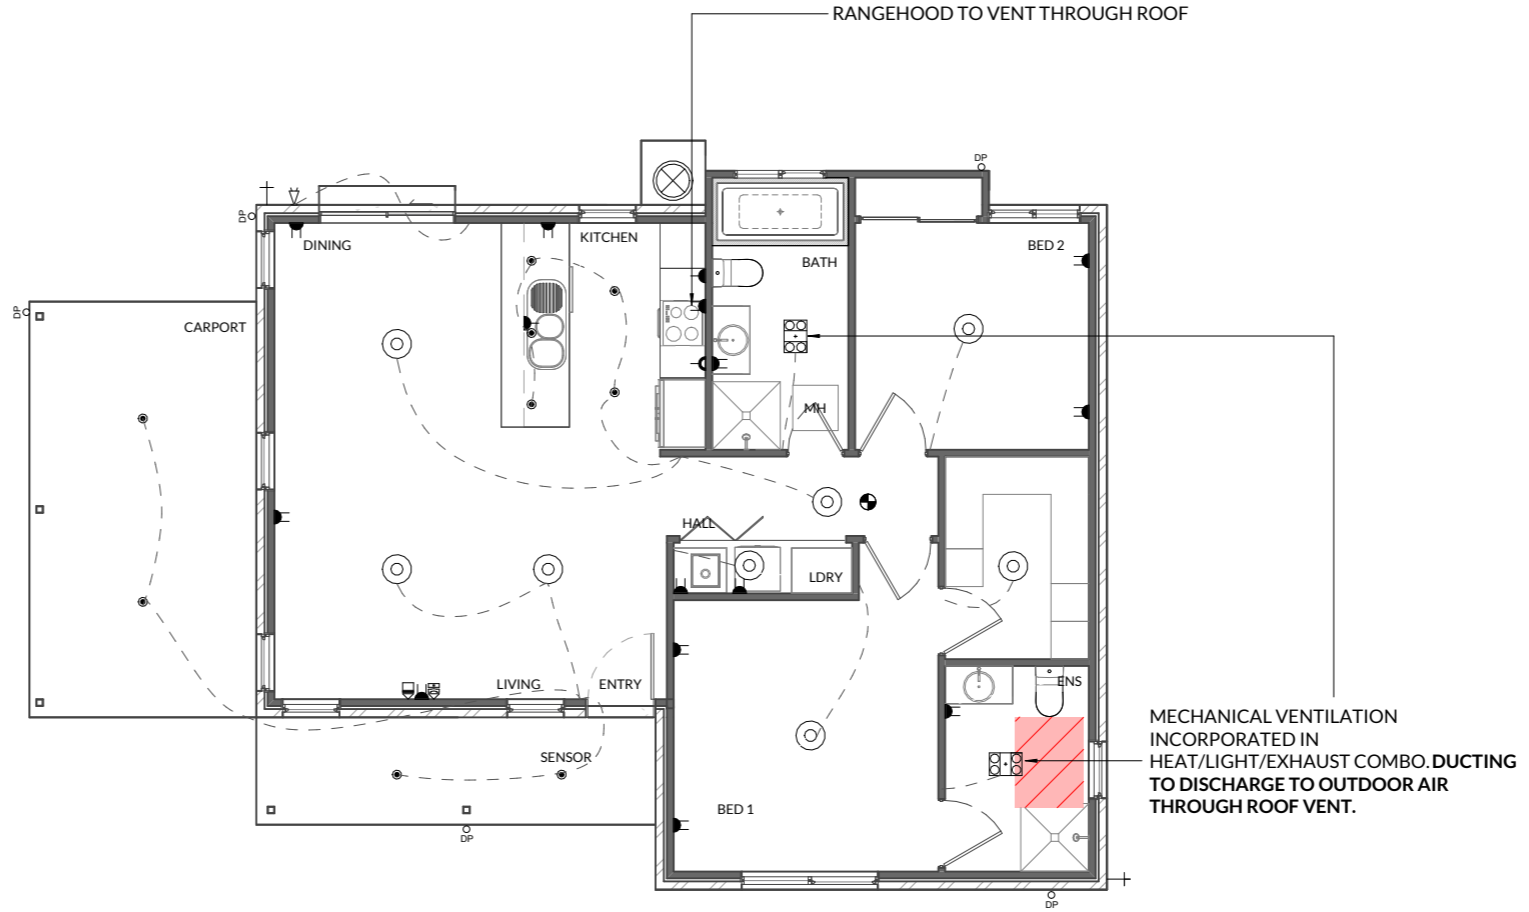 RANGEHOOD TO VENT THROUGH ROOF
DP
DP
DINING
KITCHEN
BATH
BED 2
DP
CARPORT
MH
HALL
LDRY
LIVING
ENTRY
ENS
SENSOR
BED 1
DP
MECHANICAL VENTILATION
INCORPORATED IN
HEAT/LIGHT/EXHAUST COMBO. DUCTING
TO DISCHARGE TO OUTDOOR AIR
THROUGH ROOF VENT.
DP